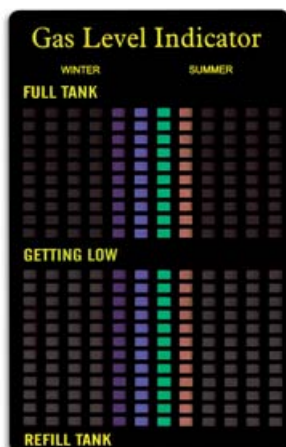 Gas Level Indicator
WINTER SUMMER
FULL TANK
GETTING LOW
REFILL TANK